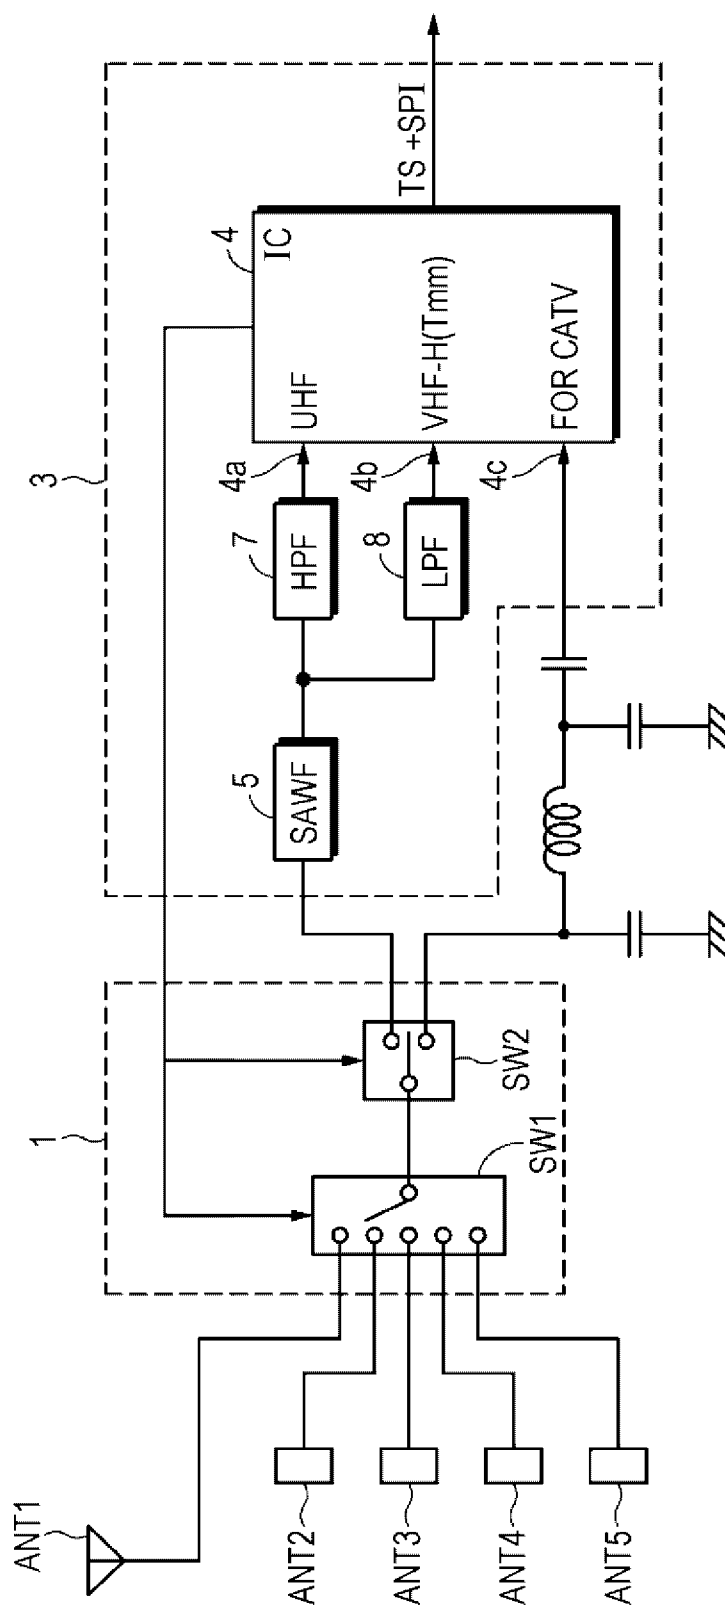 ANT1
ANT2
ANT3
ANT4
ANT5
1
SW1
SW2
3
5
SAWF
7
HPF
8
LPF
4a
4b
4c
4
IC
UHF
VHF-H(Tmm)
FOR CATV
TS +SPI